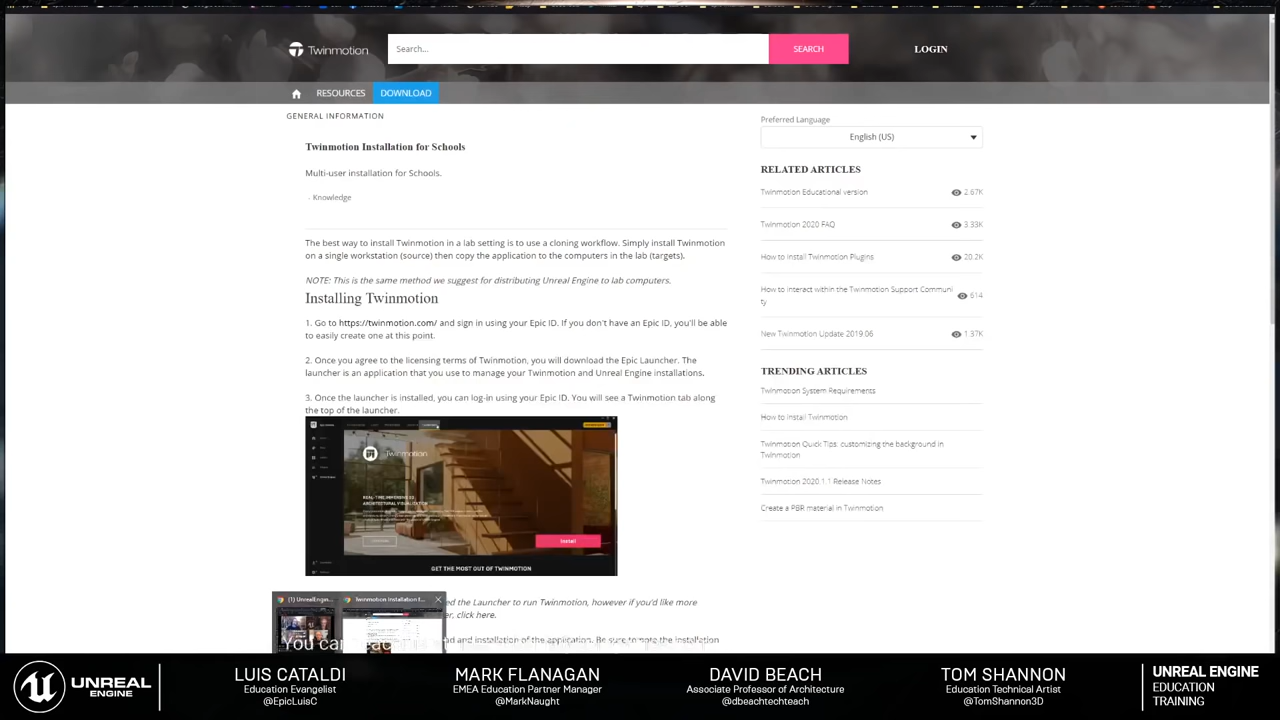 Twinmotion
Search...
SEARCH
LOGIN
RESOURCES
DOWNLOAD
GENERAL INFORMATION
Twinmotion Installation for Schools
Multi-user installation for Schools.
- Knowledge
The best way to install Twinmotion in a lab setting is to use a cloning workflow. Simply install Twinmotion
on a single workstation (source) then copy the application to the computers in the lab (targets).
NOTE: This is the same method we suggest for distributing Unreal Engine to lab computers.
Installing Twinmotion
1. Go to https://twinmotion.com/ and sign in using your Epic ID. If you don't have an Epic ID, you'll be able
to easily create one at this point.
2. Once you agree to the licensing terms of Twinmotion, you will download the Epic Launcher. The
launcher is an application that you use to manage your Twinmotion and Unreal Engine installations.
3. Once the launcher is installed, you can log-in using your Epic ID. You will see a Twinmotion tab along
the top of the launcher.
Twinmotion
REAL-TIME IMMERSIVE 3D
ARCHITECTURAL VISUALIZATION
Install
GET THE MOST OUT OF TWINMOTION
ed the Launcher to run Twinmotion, however if you'd like more
r, click here.
ad and installation of the application. Be sure to note the installation
(1) UnrealEngin...
Twinmotion Installation f...
You can
Preferred Language
English (US)
RELATED ARTICLES
Twinmotion Educational version 2.67K
Twinmotion 2020 FAQ 3.33K
How to Install Twinmotion Plugins 20.2K
How to interact within the Twinmotion Support Communi
ty 614
New Twinmotion Update 2019.06 1.37K
TRENDING ARTICLES
Twinmotion System Requirements
How to Install Twinmotion
Twinmotion Quick Tips: customizing the background in
Twinmotion
Twinmotion 2020.1.1 Release Notes
Create a PBR material in Twinmotion
UNREAL
ENGINE
LUIS CATALDI
Education Evangelist
@EpicLuisC
MARK FLANAGAN
EMEA Education Partner Manager
@MarkNaught
DAVID BEACH
Associate Professor of Architecture
@dbeachtechteach
TOM SHANNON
Education Technical Artist
@TomShannon3D
UNREAL ENGINE
EDUCATION
TRAINING